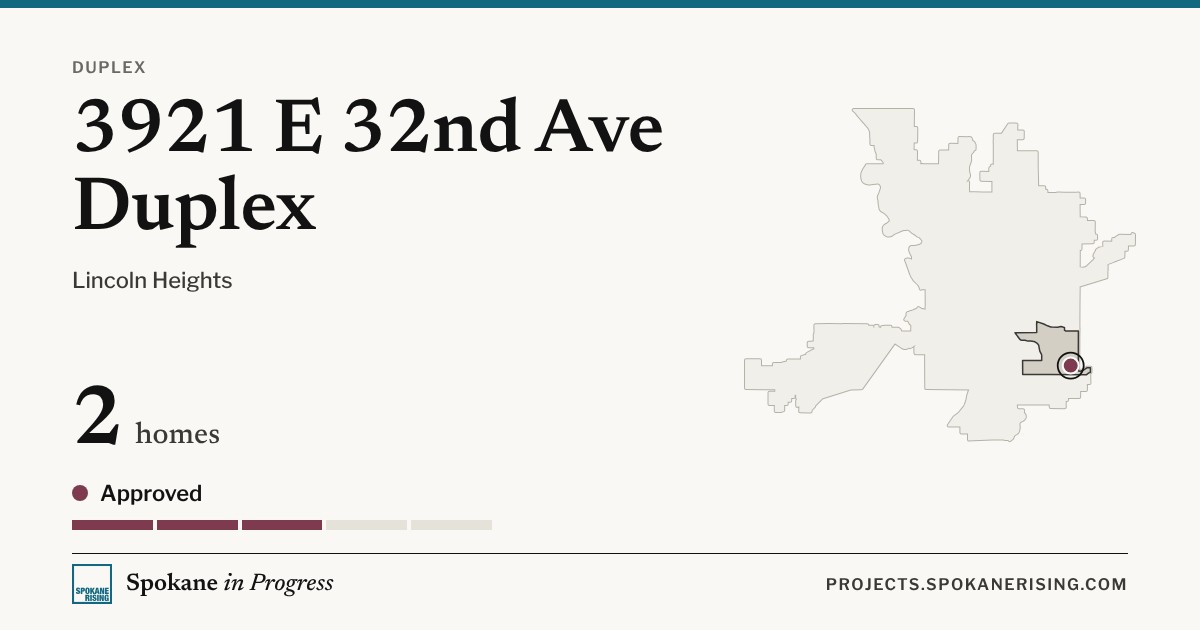 DUPLEX
3921 E 32nd Ave
Duplex
Lincoln Heights
2 homes
Approved
SPOKANE
RISING
Spokane in Progress
PROJECTS.SPOKANERISING.COM